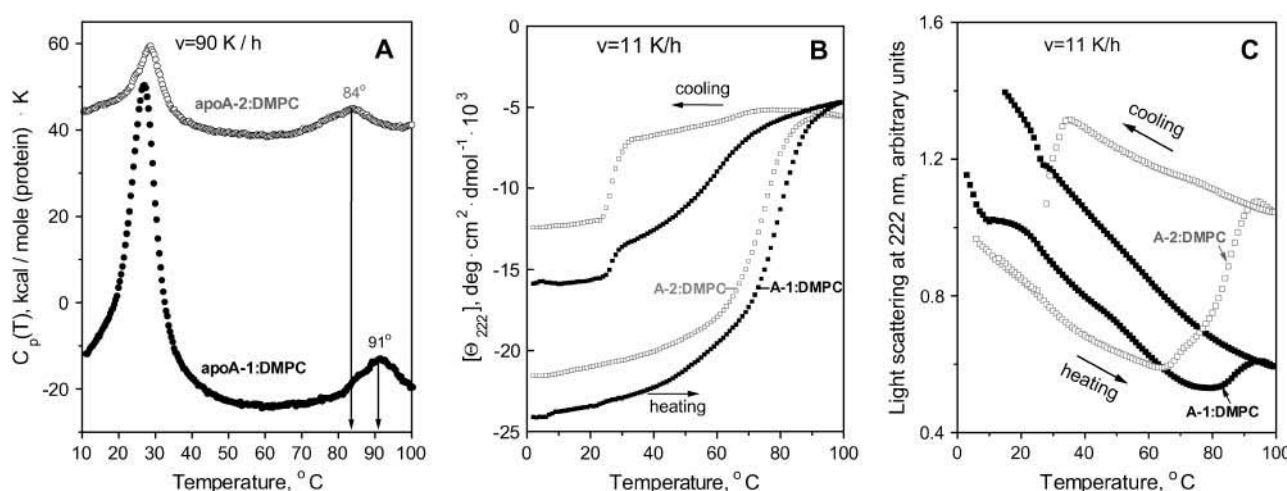 A
v=90 K / h
84°
apoA-2:DMPC
91°
apoA-1:DMPC
C_p(T), kcal / mole (protein) · K
60
40
20
0
-10
-20
10 20 30 40 50 60 70 80 90 100
Temperature, °C
B
v=11 K/h
cooling
A-2:DMPC
A-1:DMPC
heating
[Θ_222], deg· cm² · dmol⁻¹ · 10³
0
-5
-10
-15
-20
-25
0 20 40 60 80 100
Temperature, °C
C
v=11 K/h
cooling
A-2:DMPC
heating
A-1:DMPC
Light scattering at 222 nm, arbitrary units
1.6
1.2
0.8
0.4
0 20 40 60 80 100
Temperature, °C